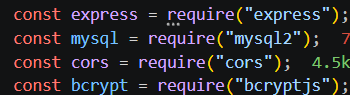 const express = require("express");
const mysql = require("mysql2"); 7
const cors = require("cors"); 4.5k
const bcrypt = require("bcryptjs");